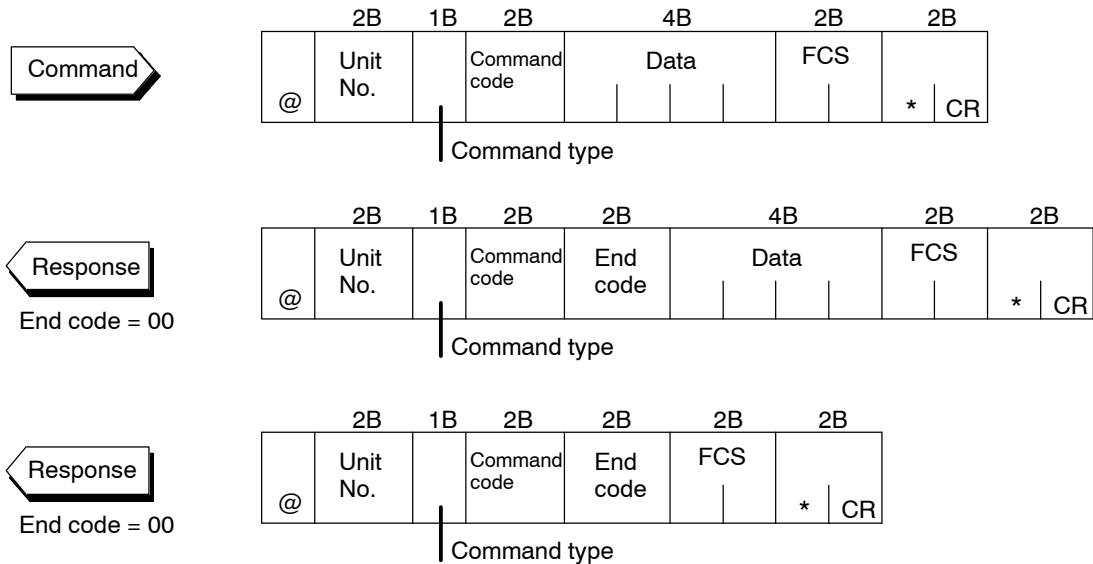 2B 1B 2B 4B 2B 2B
Command
@ Unit No. Command code Data FCS * CR
Command type
2B 1B 2B 2B 4B 2B 2B
Response
@ Unit No. Command code End code Data FCS * CR
End code = 00
Command type
2B 1B 2B 2B 2B 2B
Response
@ Unit No. Command code End code FCS * CR
End code = 00
Command type